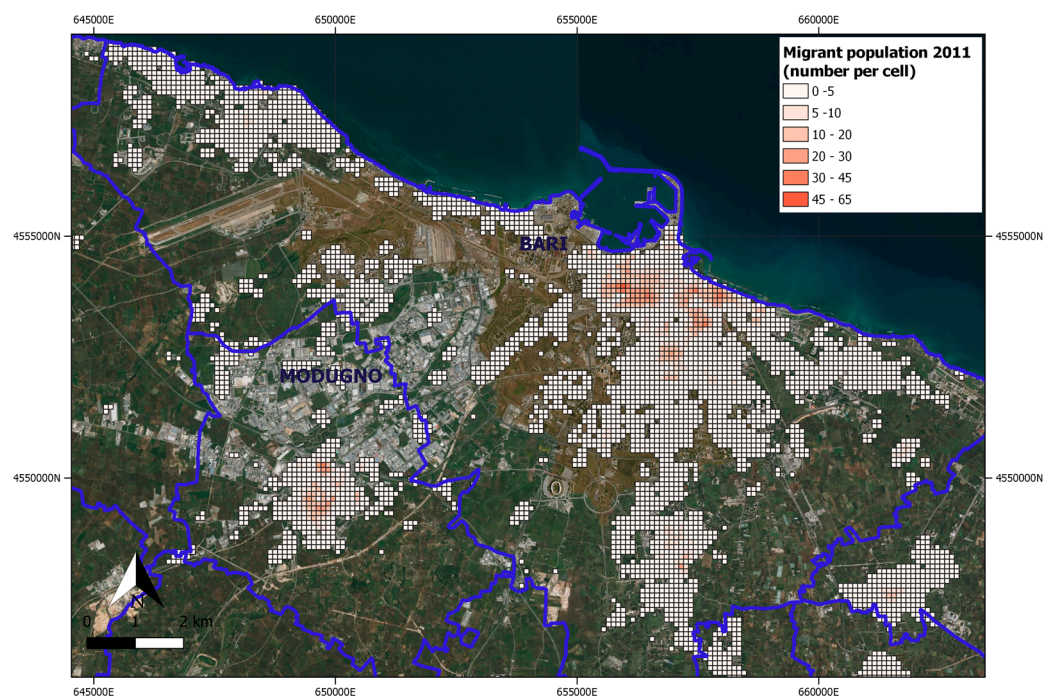 645000E 650000E 655000E 660000E
Migrant population 2011
(number per cell)
0 -5
5 -10
10 - 20
20 - 30
30 - 45
45 - 65
4555000N BARI 4555000N
MODUGNO
4550000N 4550000N
N
0 1 2 km
645000E 650000E 655000E 660000E